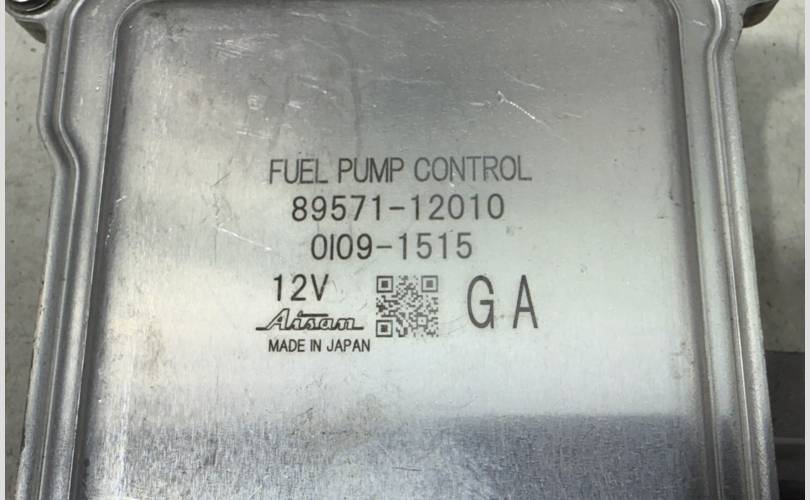 FUEL PUMP CONTROL
89571-12010
0I09-1515
12V
GA
Aisan
MADE IN JAPAN